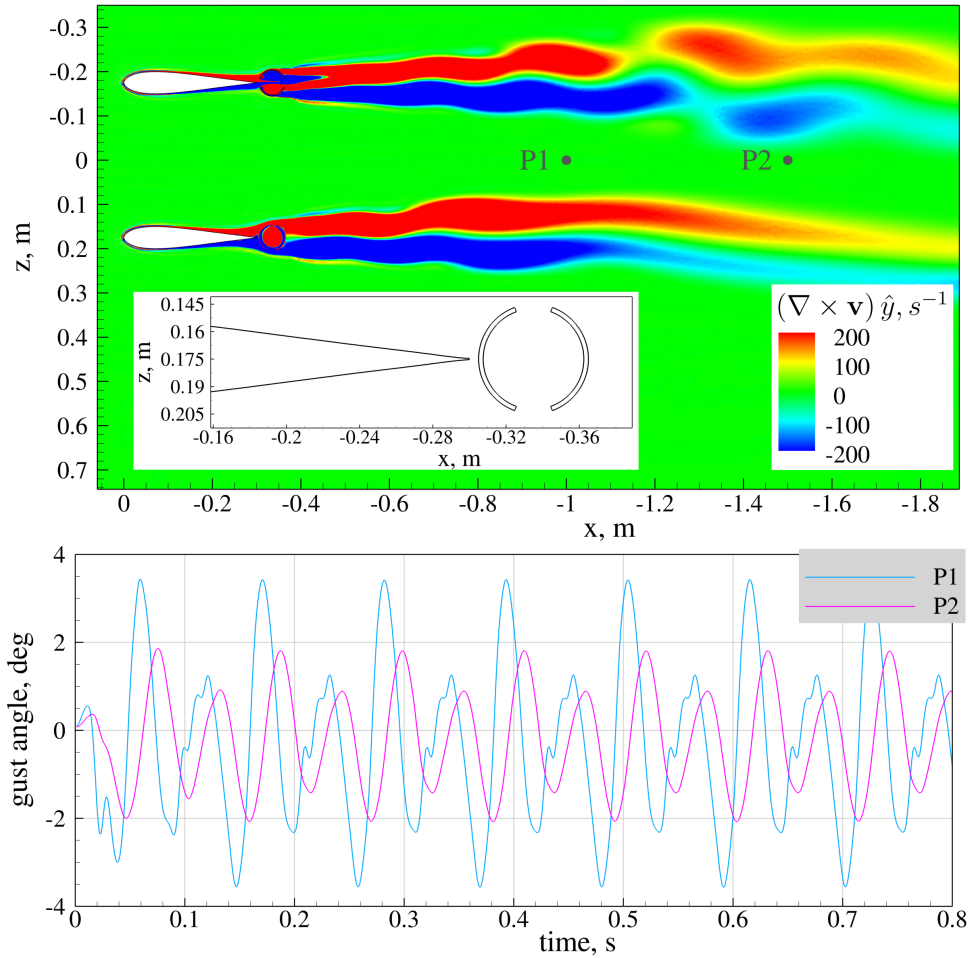 -0.3
-0.2
-0.1
0
0.1
0.2
0.3
0.4
0.5
0.6
0.7
z, m
P1
P2
0.145
0.16
0.175
0.19
0.205
z, m
-0.16 -0.2 -0.24 -0.28 -0.32 -0.36
x, m
(∇ × v) ŷ, s⁻¹
200
100
0
-100
-200
0 -0.2 -0.4 -0.6 -0.8 -1 -1.2 -1.4 -1.6 -1.8
x, m
4
2
0
-2
-4
gust angle, deg
P1
P2
0 0.1 0.2 0.3 0.4 0.5 0.6 0.7 0.8
time, s